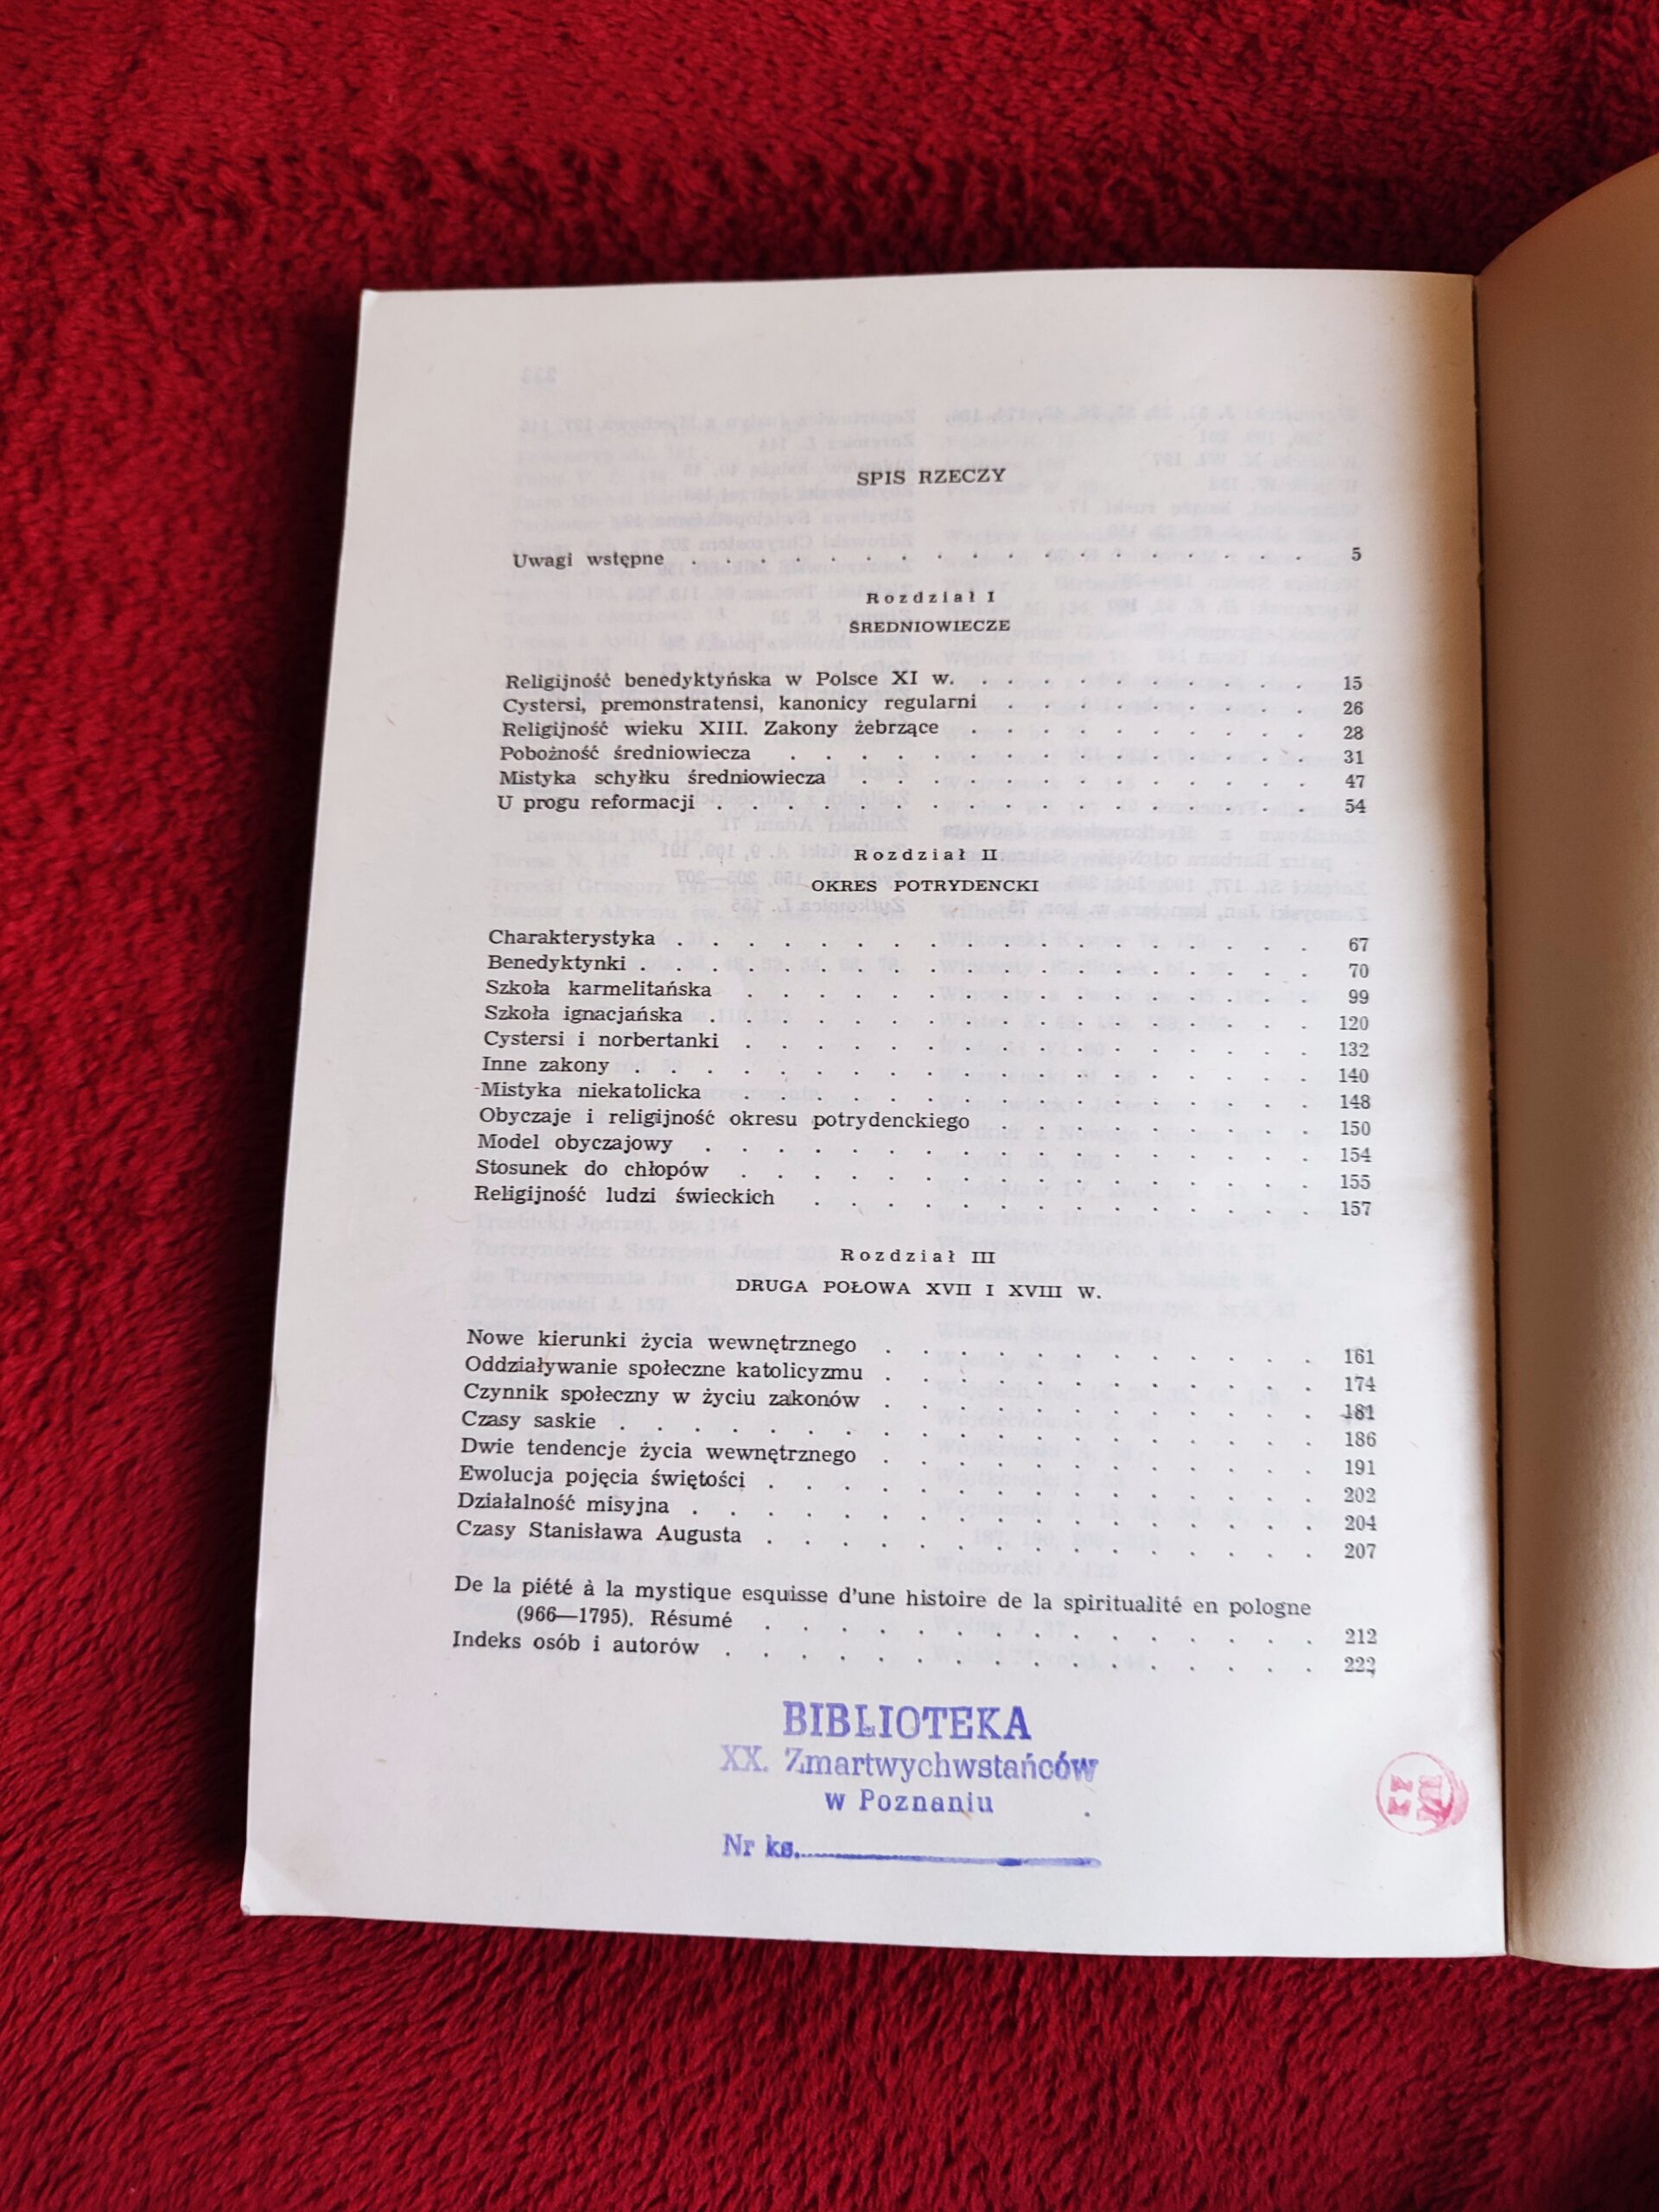 SPIS RZECZY
Uwagi wstępne . . . . . . . . . . . . . . . . . . 5
Rozdział I
ŚREDNIOWIECZE
Religijność benedyktyńska w Polsce XI w. . . . . . . . . . . 15
Cystersi, premonstratensi, kanonicy regularni . . . . . . . . . 26
Religijność wieku XIII. Zakony żebrzące . . . . . . . . . . 28
Pobożność średniowiecza . . . . . . . . . . . . . . . 31
Mistyka schyłku średniowiecza . . . . . . . . . . . . . 47
U progu reformacji . . . . . . . . . . . . . . . . . 54
Rozdział II
OKRES POTRYDENCKI
Charakterystyka . . . . . . . . . . . . . . . . . . 67
Benedyktynki . . . . . . . . . . . . . . . . . . . 70
Szkoła karmelitańska . . . . . . . . . . . . . . . . 99
Szkoła ignacjańska . . . . . . . . . . . . . . . . . 120
Cystersi i norbertanki . . . . . . . . . . . . . . . . 132
Inne zakony . . . . . . . . . . . . . . . . . . . 140
Mistyka niekatolicka . . . . . . . . . . . . . . . . 148
Obyczaje i religijność okresu potrydenckiego . . . . . . . . . 150
Model obyczajowy . . . . . . . . . . . . . . . . . 154
Stosunek do chłopów . . . . . . . . . . . . . . . . 155
Religijność ludzi świeckich . . . . . . . . . . . . . . 157
Rozdział III
DRUGA POŁOWA XVII I XVIII W.
Nowe kierunki życia wewnętrznego . . . . . . . . . . . . 161
Oddziaływanie społeczne katolicyzmu . . . . . . . . . . . . 174
Czynnik społeczny w życiu zakonów . . . . . . . . . . . . 181
Czasy saskie . . . . . . . . . . . . . . . . . . . 186
Dwie tendencje życia wewnętrznego . . . . . . . . . . . . 191
Ewolucja pojęcia świętości . . . . . . . . . . . . . . . 202
Działalność misyjna . . . . . . . . . . . . . . . . . 204
Czasy Stanisława Augusta . . . . . . . . . . . . . . . 207
De la piété à la mystique esquisse d'une histoire de la spiritualité en pologne
(966—1795). Résumé . . . . . . . . . . . . . . . 212
Indeks osób i autorów . . . . . . . . . . . . . . . . 223
BIBLIOTEKA
XX. Zmartwychwstańców
w Poznaniu
Nr ks.